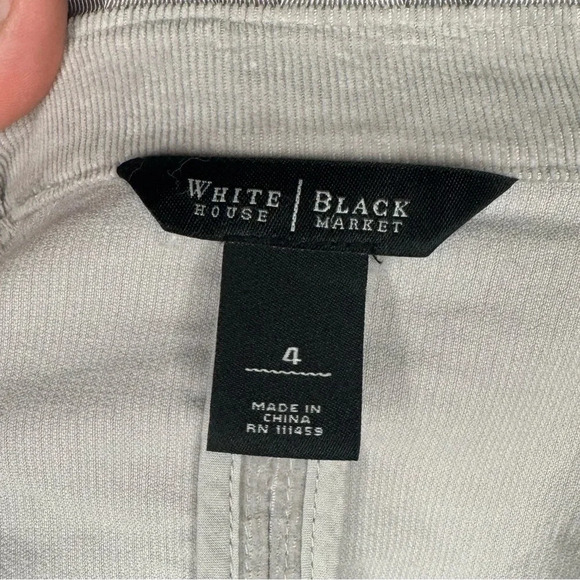 WHITE | BLACK
HOUSE | MARKET
4
MADE IN
CHINA
RN 111459